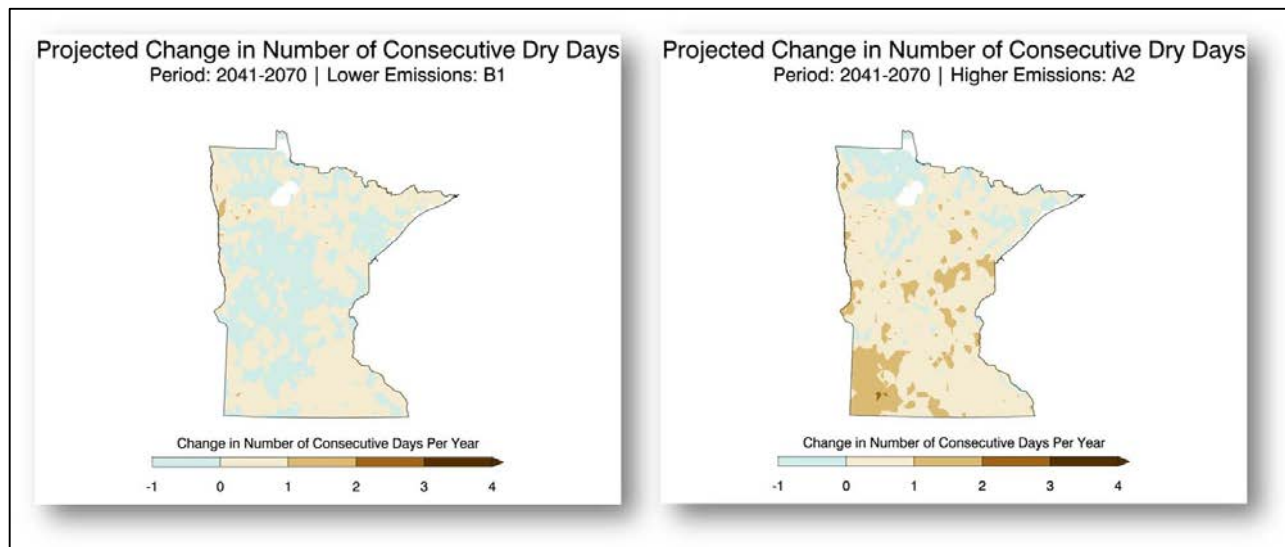 Projected Change in Number of Consecutive Dry Days
Period: 2041-2070 | Lower Emissions: B1
Change in Number of Consecutive Days Per Year
-1 0 1 2 3 4
Projected Change in Number of Consecutive Dry Days
Period: 2041-2070 | Higher Emissions: A2
Change in Number of Consecutive Days Per Year
-1 0 1 2 3 4